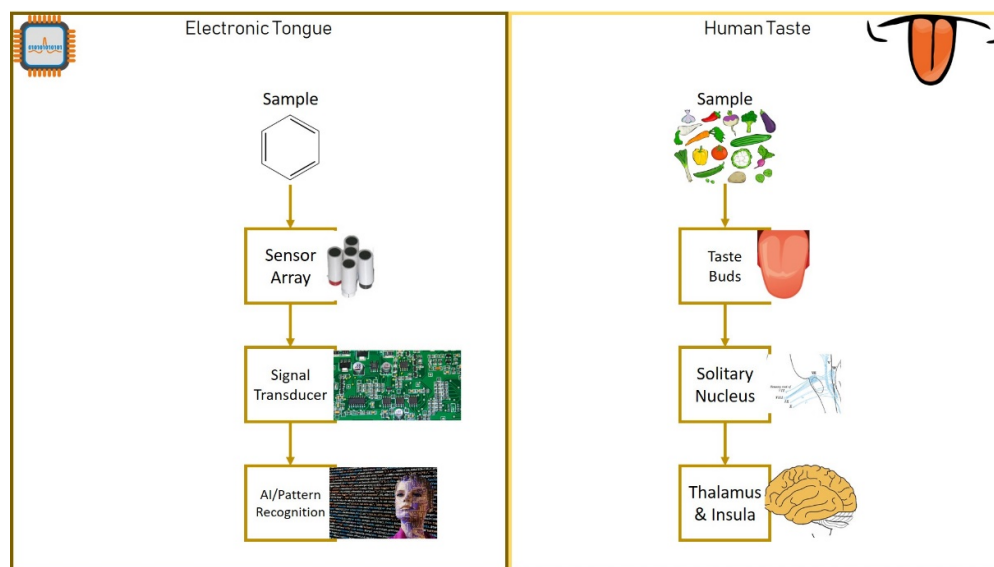 Electronic Tongue
Human Taste
Sample
Sample
Sensor
Array
Taste
Buds
Signal
Transducer
Solitary
Nucleus
AI/Pattern
Recognition
Thalamus
& Insula